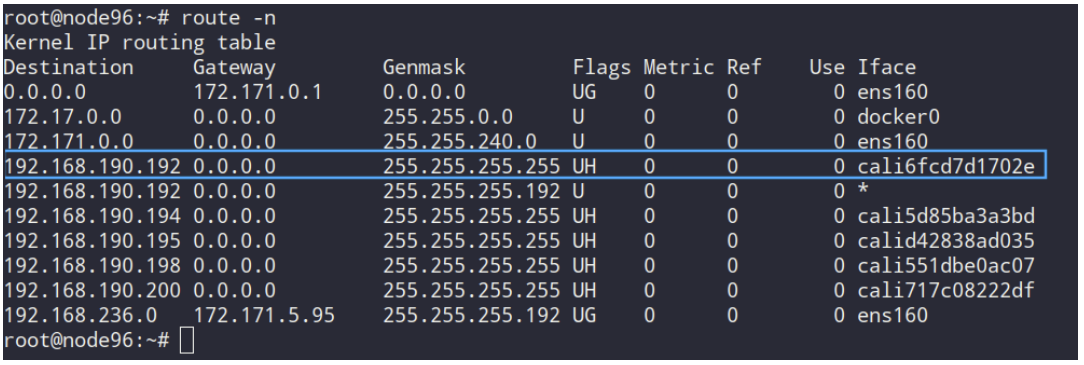 root@node96:~# route -n
Kernel IP routing table
Destination     Gateway         Genmask         Flags Metric Ref    Use Iface
0.0.0.0         172.171.0.1     0.0.0.0         UG    0      0        0 ens160
172.17.0.0      0.0.0.0         255.255.0.0     U     0      0        0 docker0
172.171.0.0     0.0.0.0         255.255.240.0   U     0      0        0 ens160
192.168.190.192 0.0.0.0         255.255.255.255 UH    0      0        0 cali6fcd7d1702e
192.168.190.192 0.0.0.0         255.255.255.192 U     0      0        0 *
192.168.190.194 0.0.0.0         255.255.255.255 UH    0      0        0 cali5d85ba3a3bd
192.168.190.195 0.0.0.0         255.255.255.255 UH    0      0        0 calid42838ad035
192.168.190.198 0.0.0.0         255.255.255.255 UH    0      0        0 cali551dbe0ac07
192.168.190.200 0.0.0.0         255.255.255.255 UH    0      0        0 cali717c08222df
192.168.236.0   172.171.5.95    255.255.255.192 UG    0      0        0 ens160
root@node96:~#